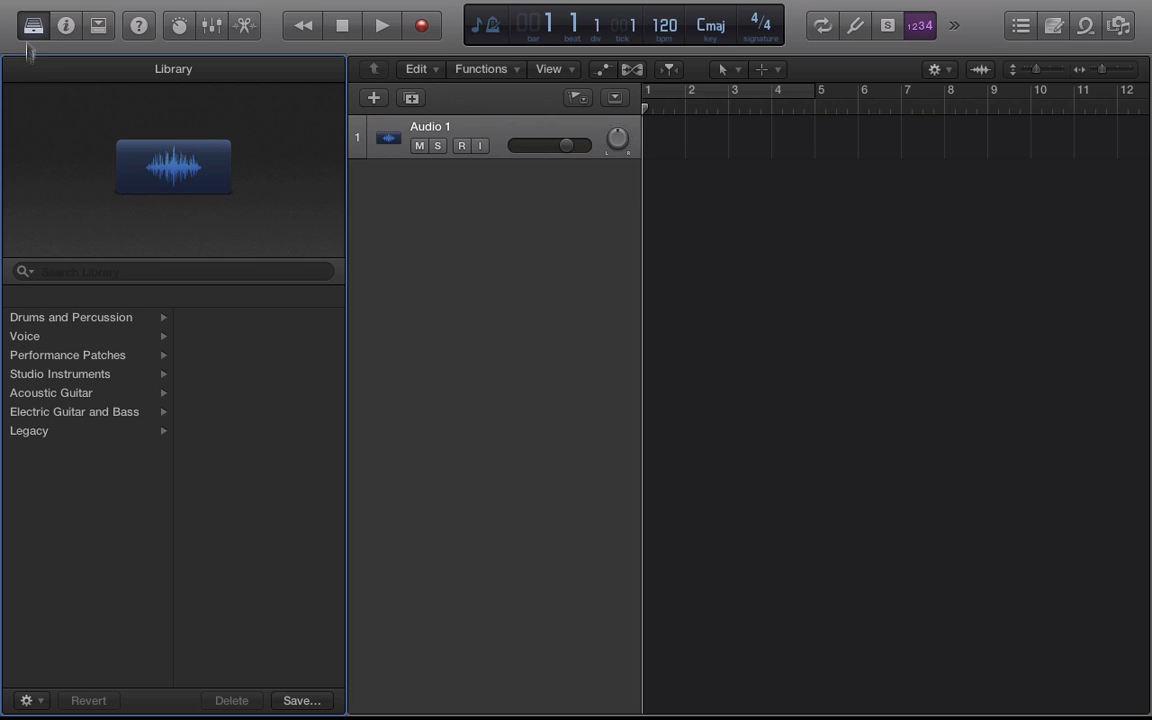 1 1 1 1 120 Cmaj 4/4
bar beat div tick bpm key signature
1234
Library
Edit Functions View
1 2 3 4 5 6 7 8 9 10 11 12
1 Audio 1
M S R I
L R
Search Library
Drums and Percussion
Voice
Performance Patches
Studio Instruments
Acoustic Guitar
Electric Guitar and Bass
Legacy
Revert Delete Save...